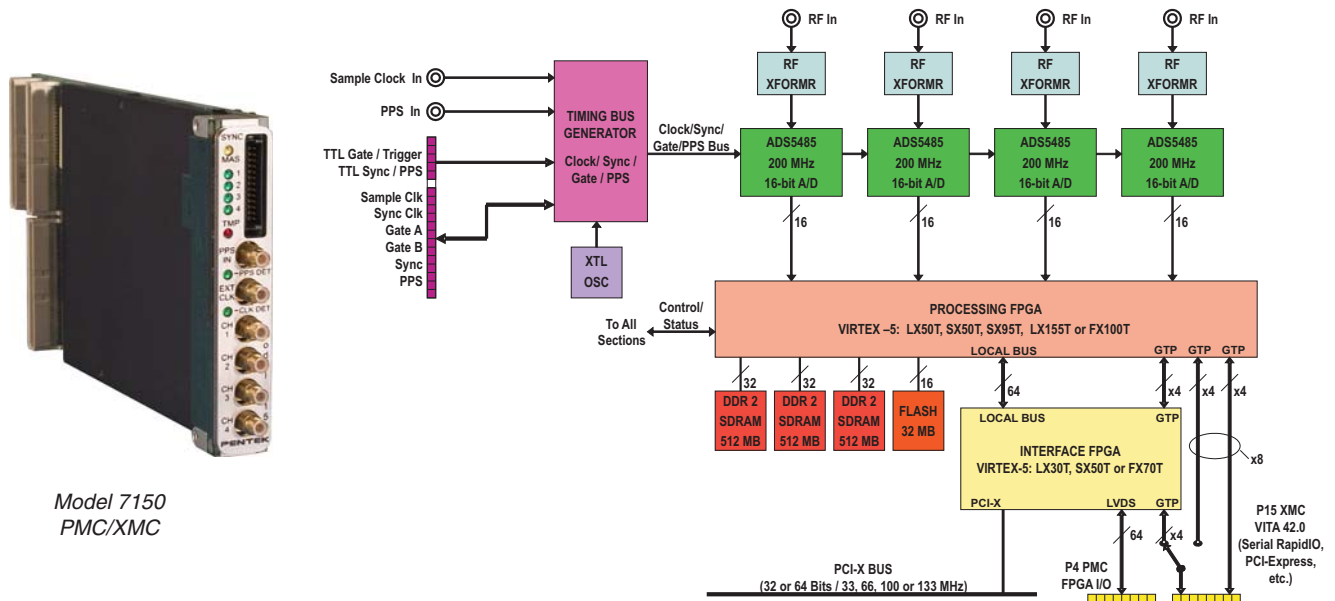 SYNC
MAS
1
2
3
4
TMP
PPS
IN
PPS DET
EXT
CLK
CLK DET
CH
1
CH
2
CH
3
CH
4
PENTEK
Model 7150
PMC/XMC
RF In
RF In
RF In
RF In
RF
XFORMR
RF
XFORMR
RF
XFORMR
RF
XFORMR
Sample Clock In
PPS In
TTL Gate / Trigger
TTL Sync / PPS
Sample Clk
Sync Clk
Gate A
Gate B
Sync
PPS
TIMING BUS
GENERATOR
Clock/ Sync /
Gate / PPS
XTL
OSC
Clock/Sync/
Gate/PPS Bus
ADS5485
200 MHz
16-bit A/D
ADS5485
200 MHz
16-bit A/D
ADS5485
200 MHz
16-bit A/D
ADS5485
200 MHz
16-bit A/D
16
16
16
16
Control/
Status
To All
Sections
PROCESSING FPGA
VIRTEX –5: LX50T, SX50T, SX95T, LX155T or FX100T
LOCAL BUS
GTP
GTP
GTP
32
32
32
16
64
x4
x4
x4
DDR 2
SDRAM
512 MB
DDR 2
SDRAM
512 MB
DDR 2
SDRAM
512 MB
FLASH
32 MB
LOCAL BUS
GTP
INTERFACE FPGA
VIRTEX-5: LX30T, SX50T or FX70T
PCI-X
LVDS
GTP
x8
64
x4
P15 XMC
VITA 42.0
(Serial RapidIO,
PCI-Express,
etc.)
P4 PMC
FPGA I/O
PCI-X BUS
(32 or 64 Bits / 33, 66, 100 or 133 MHz)